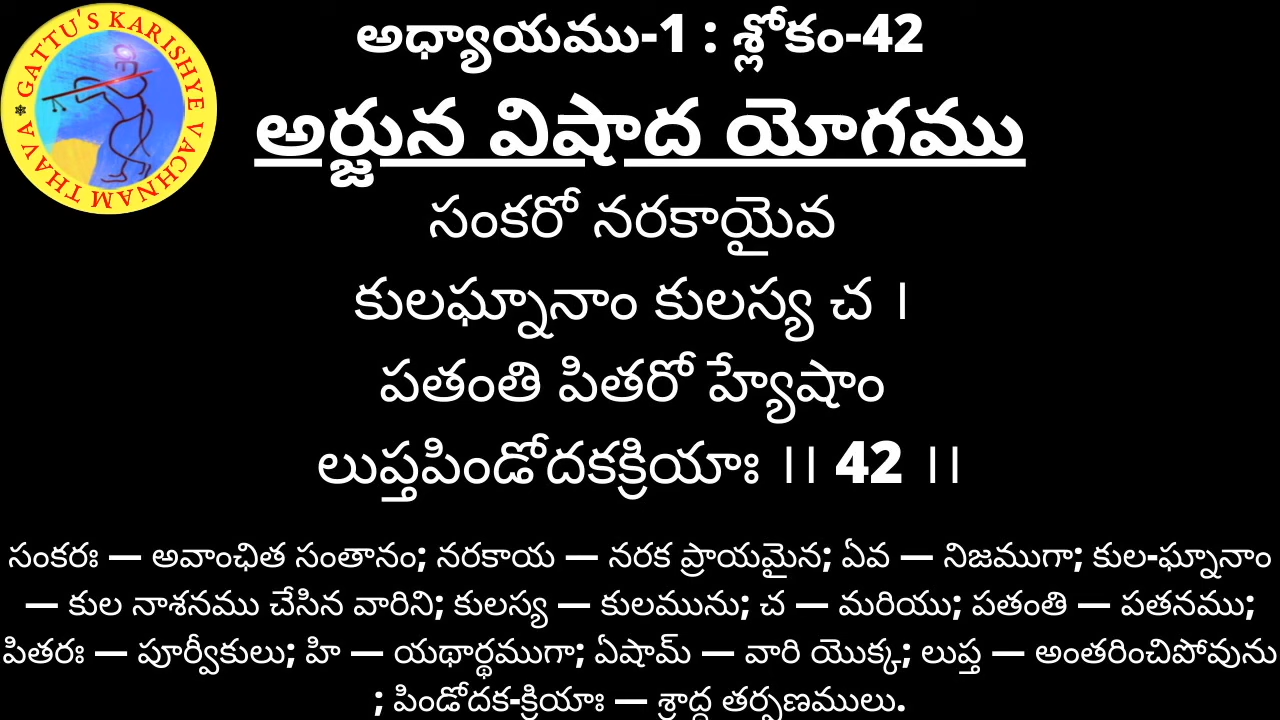 GATTU'S KARISHYE VACHNAM THAVA
అధ్యాయము-1 : శ్లోకం-42
అర్జున విషాద యోగము
సంకరో నరకాయైవ
కులఘ్నానాం కులస్య చ ।
పతంతి పితరో హ్యేషాం
లుప్తపిండోదకక్రియాః ।। 42 ।।
సంకరః — అవాంఛిత సంతానం; నరకాయ — నరక ప్రాయమైన; ఏవ — నిజముగా; కుల-ఘ్నానాం
— కుల నాశనము చేసిన వారిని; కులస్య — కులమును; చ — మరియు; పతంతి — పతనము;
పితరః — పూర్వీకులు; హి — యథార్థముగా; ఏషామ్ — వారి యొక్క; లుప్త — అంతరించిపోవును
; పిండోదక-క్రియాః — శ్రాద్ధ తర్పణములు.